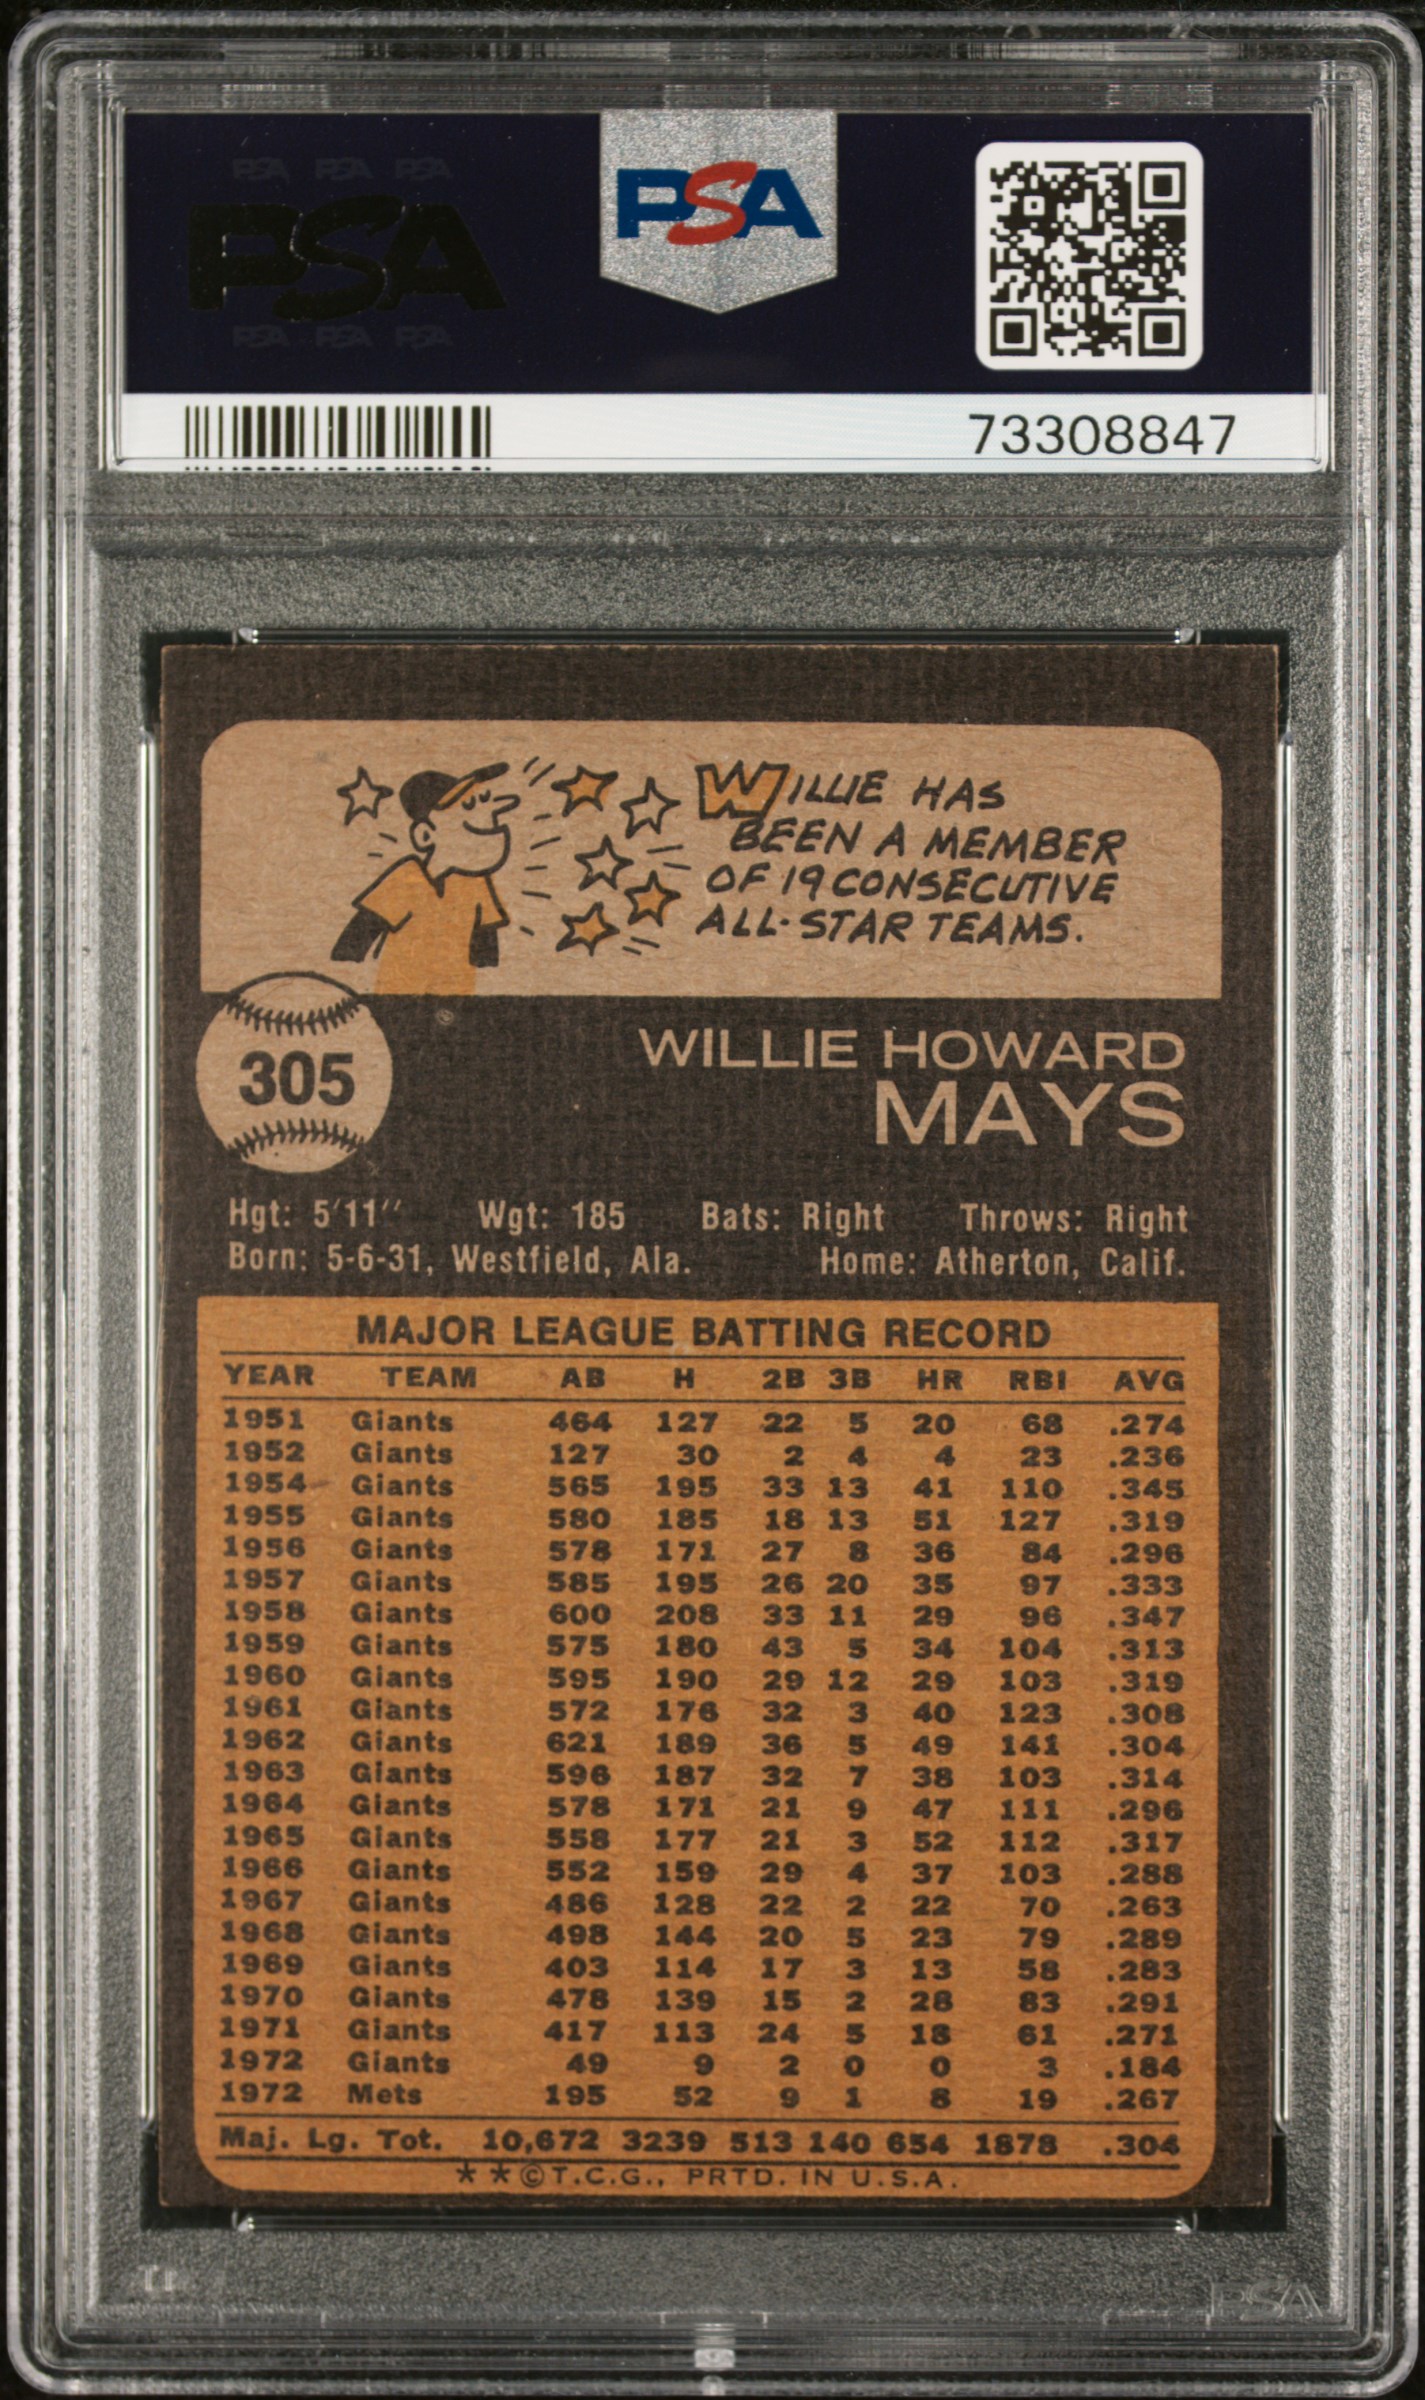 PSA PSA PSA
PSA
PSA PSA PSA
PSA
73308847
WILLIE HAS
BEEN A MEMBER
OF 19 CONSECUTIVE
ALL-STAR TEAMS.
305
WILLIE HOWARD
MAYS
Hgt: 5'11'' Wgt: 185 Bats: Right Throws: Right
Born: 5-6-31, Westfield, Ala. Home: Atherton, Calif.
MAJOR LEAGUE BATTING RECORD
YEAR TEAM AB H 2B 3B HR RBI AVG
1951 Giants 464 127 22 5 20 68 .274
1952 Giants 127 30 2 4 4 23 .236
1954 Giants 565 195 33 13 41 110 .345
1955 Giants 580 185 18 13 51 127 .319
1956 Giants 578 171 27 8 36 84 .296
1957 Giants 585 195 26 20 35 97 .333
1958 Giants 600 208 33 11 29 96 .347
1959 Giants 575 180 43 5 34 104 .313
1960 Giants 595 190 29 12 29 103 .319
1961 Giants 572 176 32 3 40 123 .308
1962 Giants 621 189 36 5 49 141 .304
1963 Giants 596 187 32 7 38 103 .314
1964 Giants 578 171 21 9 47 111 .296
1965 Giants 558 177 21 3 52 112 .317
1966 Giants 552 159 29 4 37 103 .288
1967 Giants 486 128 22 2 22 70 .263
1968 Giants 498 144 20 5 23 79 .289
1969 Giants 403 114 17 3 13 58 .283
1970 Giants 478 139 15 2 28 83 .291
1971 Giants 417 113 24 5 18 61 .271
1972 Giants 49 9 2 0 0 3 .184
1972 Mets 195 52 9 1 8 19 .267
Maj. Lg. Tot. 10,672 3239 513 140 654 1878 .304
**©T.C.G., PRTD. IN U.S.A.
PSA